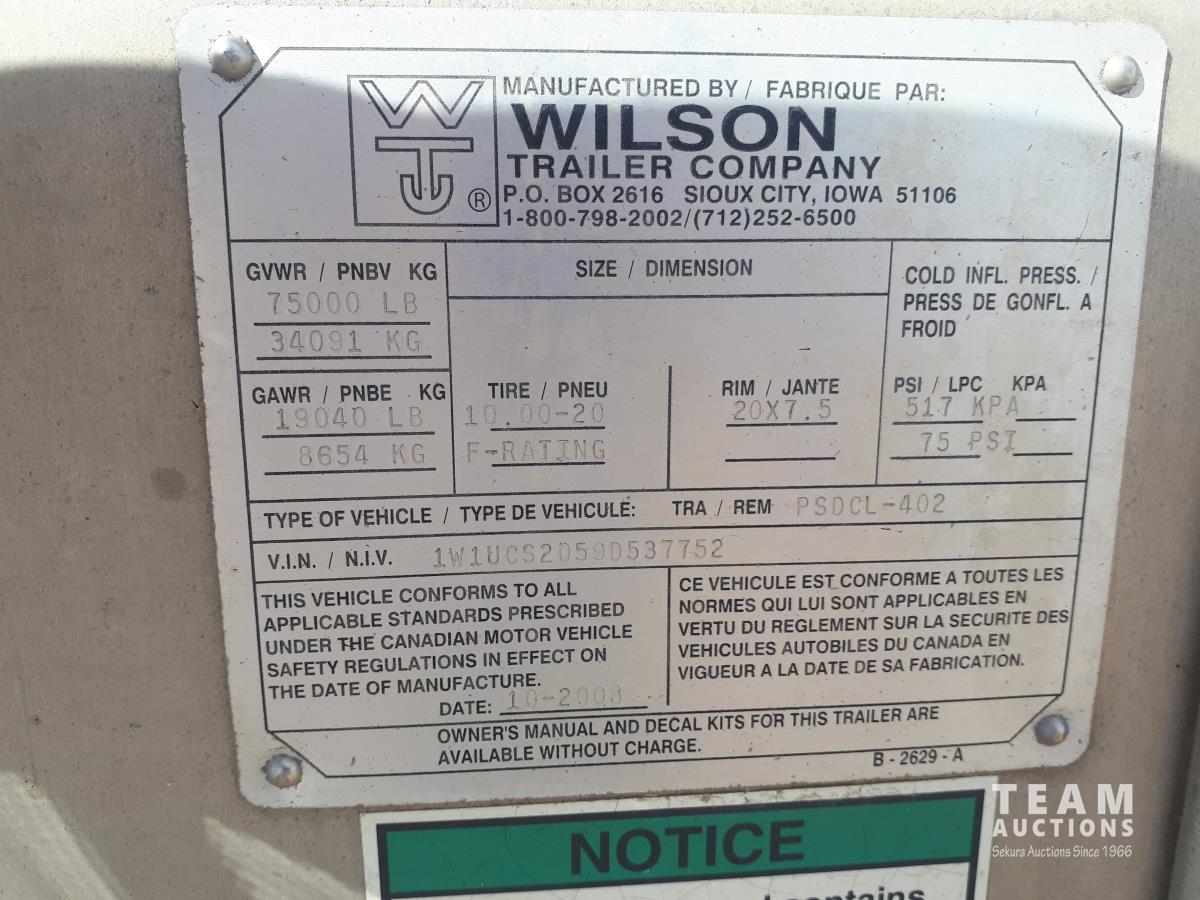 MANUFACTURED BY / FABRIQUE PAR:
WILSON
TRAILER COMPANY
P.O. BOX 2616 SIOUX CITY, IOWA 51106
1-800-798-2002/(712)252-6500
WT ®
GVWR / PNBV KG
75000 LB
34091 KG
SIZE / DIMENSION
COLD INFL. PRESS. /
PRESS DE GONFL. A
FROID
GAWR / PNBE KG
19040 LB
8654 KG
TIRE / PNEU
10.00-20
F-RATING
RIM / JANTE
20X7.5
PSI / LPC KPA
517 KPA
75 PSI
TYPE OF VEHICLE / TYPE DE VEHICULE: TRA / REM PSDCL-402
V.I.N. / N.I.V. 1W1UCS2059D537752
THIS VEHICLE CONFORMS TO ALL
APPLICABLE STANDARDS PRESCRIBED
UNDER THE CANADIAN MOTOR VEHICLE
SAFETY REGULATIONS IN EFFECT ON
THE DATE OF MANUFACTURE.
DATE: 10-2008
CE VEHICULE EST CONFORME A TOUTES LES
NORMES QUI LUI SONT APPLICABLES EN
VERTU DU REGLEMENT SUR LA SECURITE DES
VEHICULES AUTOBILES DU CANADA EN
VIGUEUR A LA DATE DE SA FABRICATION.
OWNER'S MANUAL AND DECAL KITS FOR THIS TRAILER ARE
AVAILABLE WITHOUT CHARGE.
B - 2629 - A
NOTICE
contains
TEAM
AUCTIONS
Sekura Auctions Since 1966